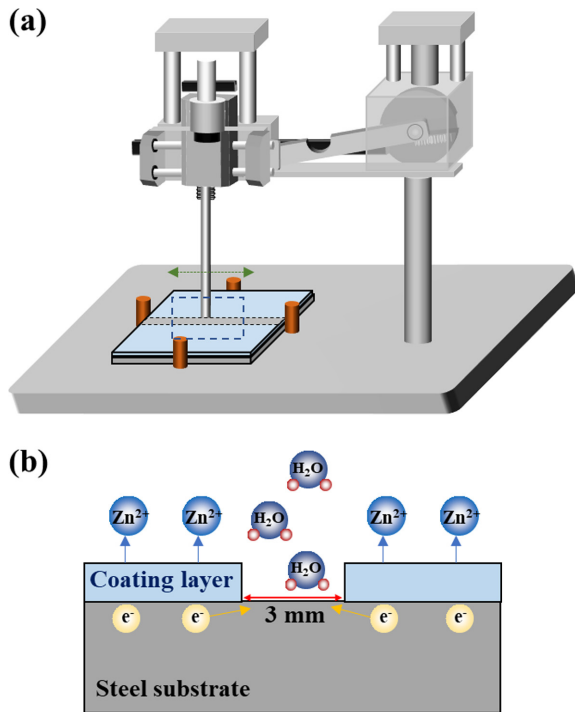 (a)
(b)
H₂O
Zn²⁺ Zn²⁺ H₂O Zn²⁺ Zn²⁺
H₂O
Coating layer
e⁻ e⁻ 3 mm e⁻ e⁻
Steel substrate